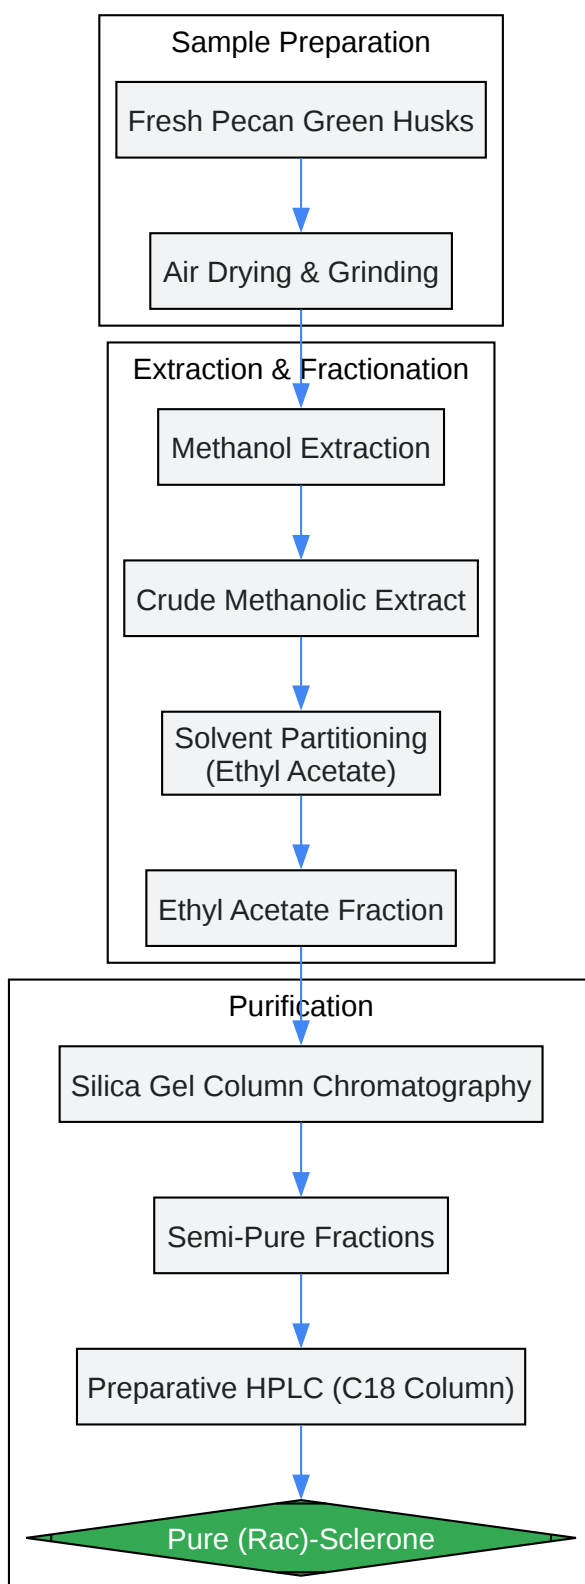 Sample Preparation
Fresh Pecan Green Husks
Air Drying & Grinding
Extraction & Fractionation
Methanol Extraction
Crude Methanolic Extract
Solvent Partitioning
(Ethyl Acetate)
Ethyl Acetate Fraction
Purification
Silica Gel Column Chromatography
Semi-Pure Fractions
Preparative HPLC (C18 Column)
Pure (Rac)-Sclerone